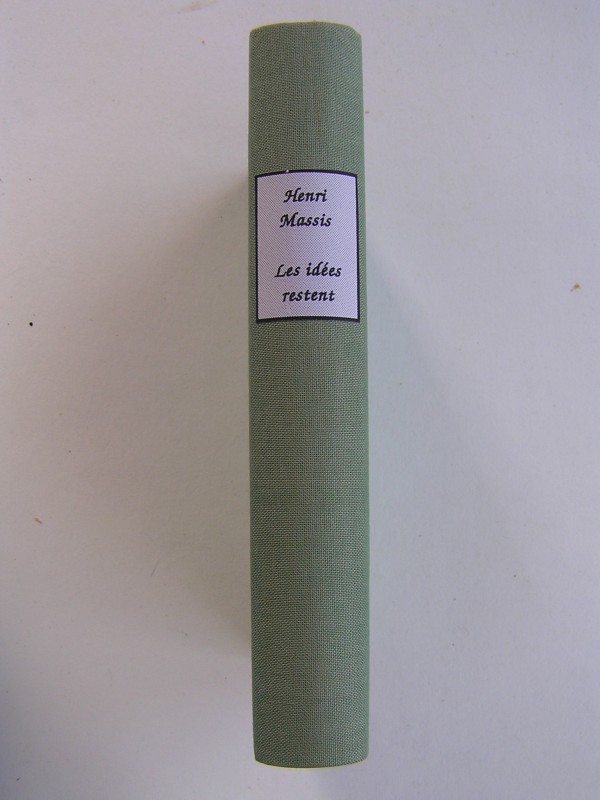 Henri
Massis
Les idées
restent